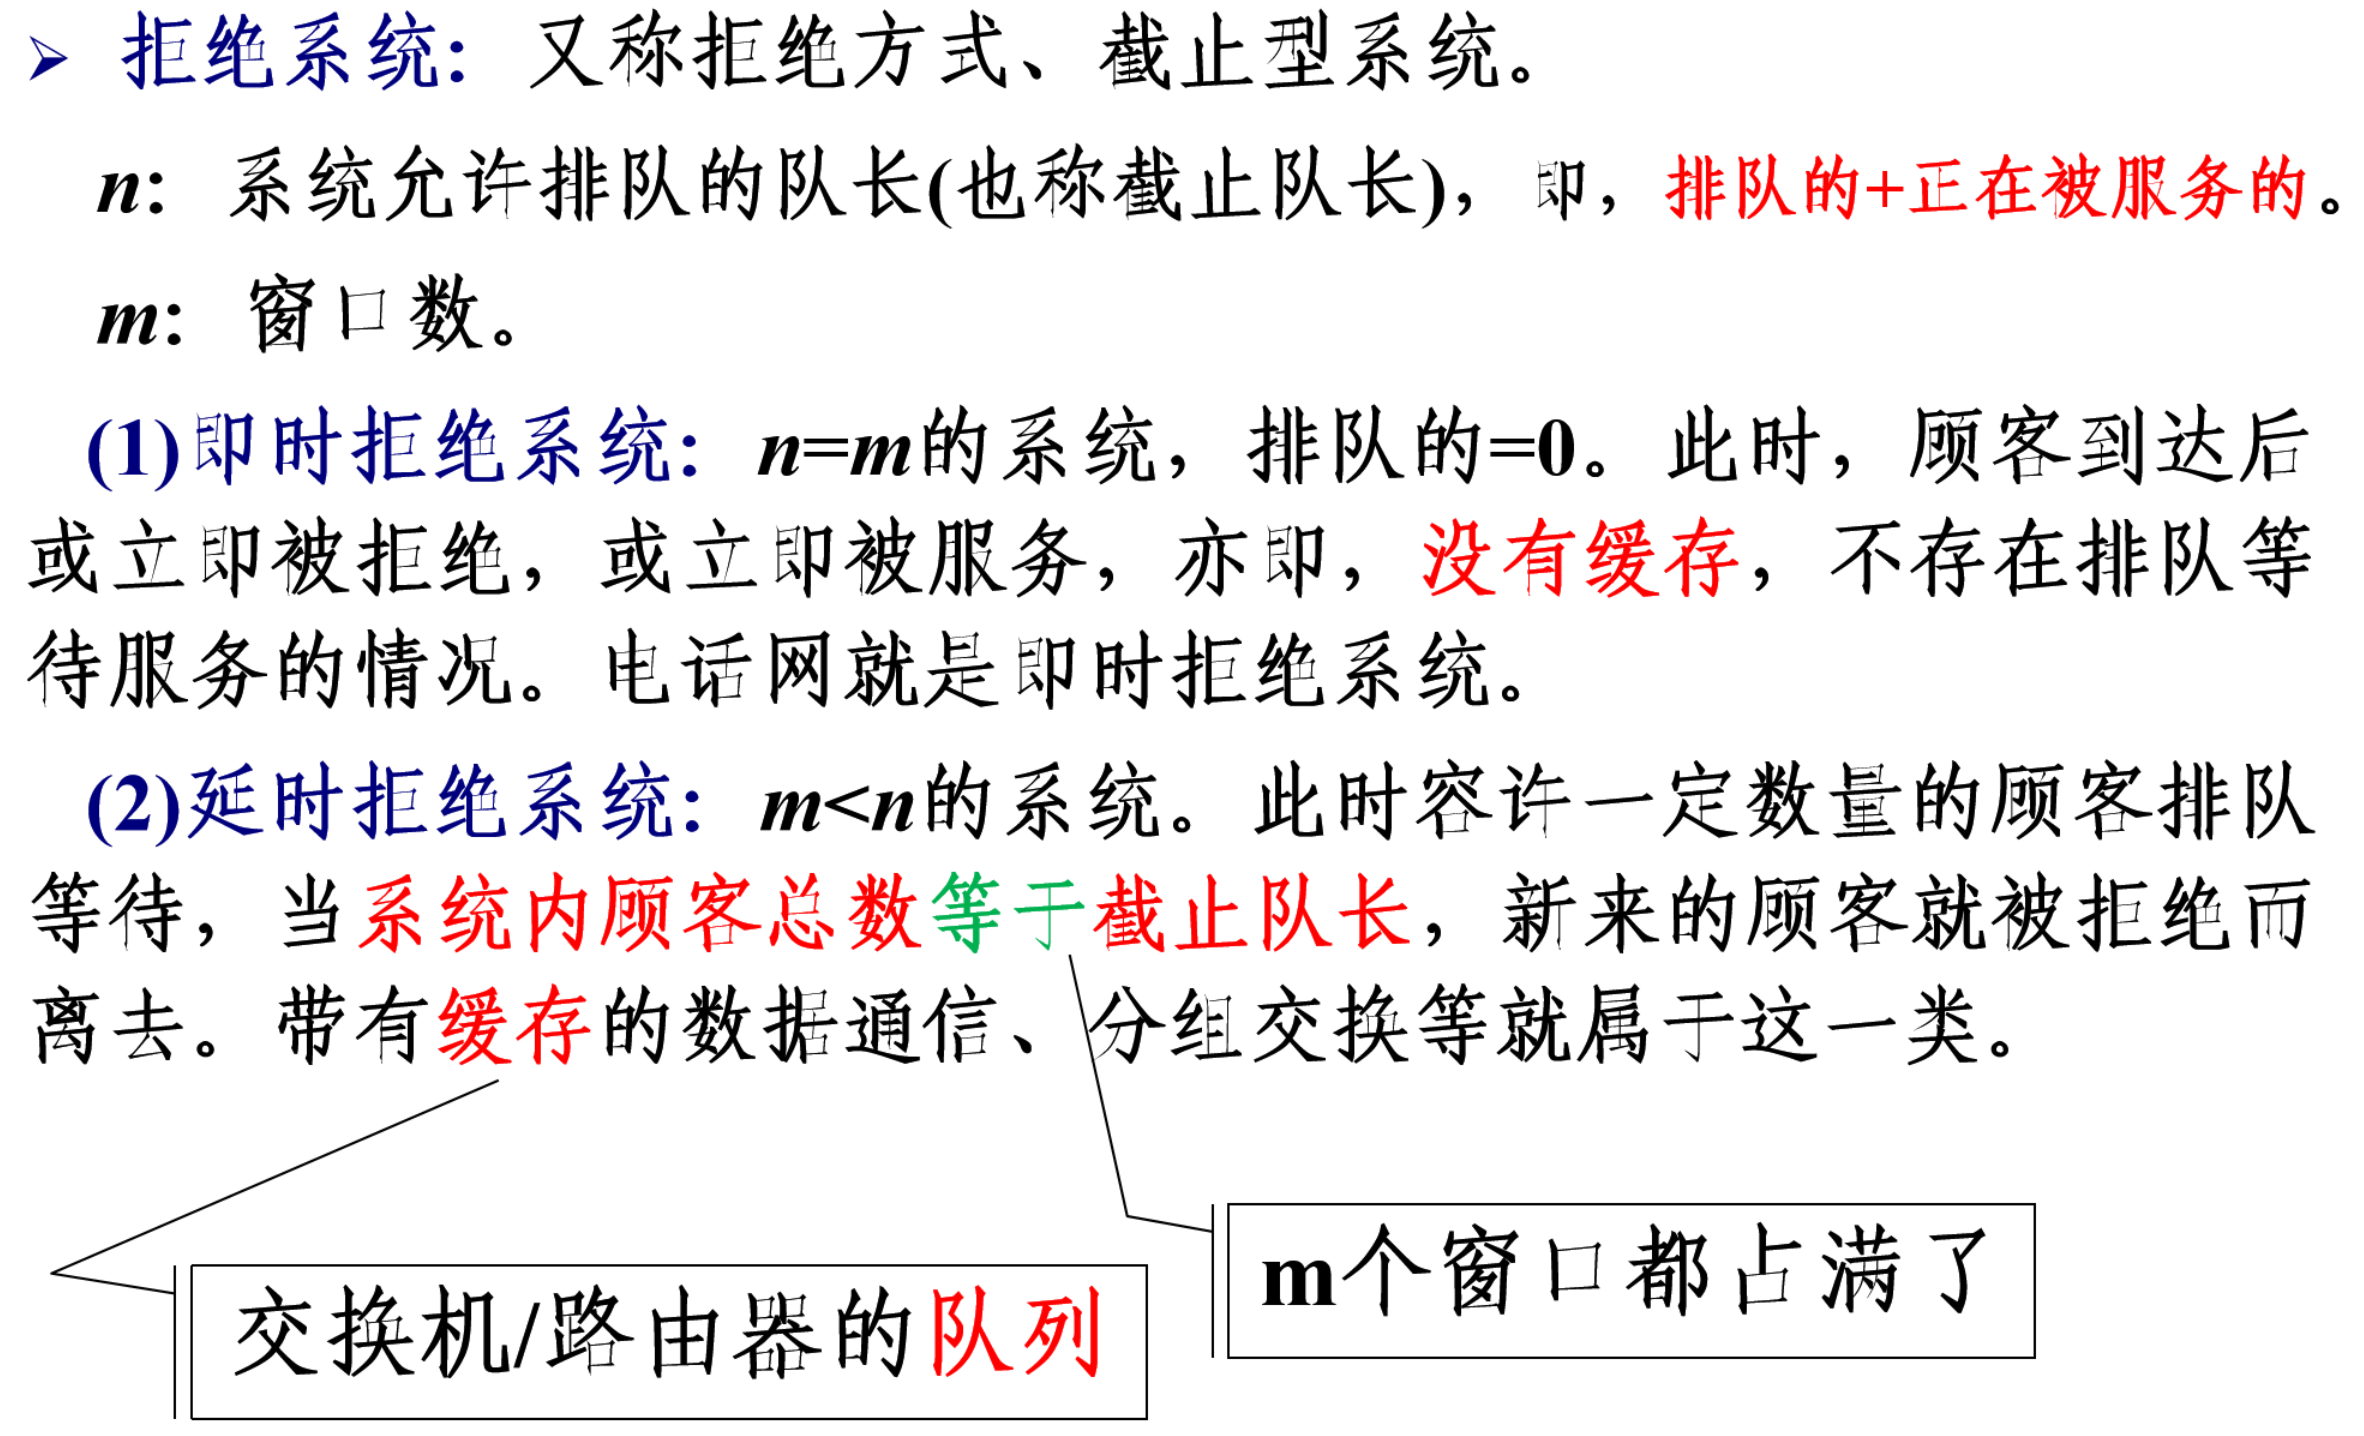 ➢ 拒绝系统：又称拒绝方式、截止型系统。
n：系统允许排队的队长(也称截止队长)，即，排队的+正在被服务的。
m：窗口数。
(1)即时拒绝系统：n=m的系统，排队的=0。此时，顾客到达后
或立即被拒绝，或立即被服务，亦即，没有缓存，不存在排队等
待服务的情况。电话网就是即时拒绝系统。
(2)延时拒绝系统：m<n的系统。此时容许一定数量的顾客排队
等待，当系统内顾客总数等于截止队长，新来的顾客就被拒绝而
离去。带有缓存的数据通信、分组交换等就属于这一类。
m个窗口都占满了
交换机/路由器的队列